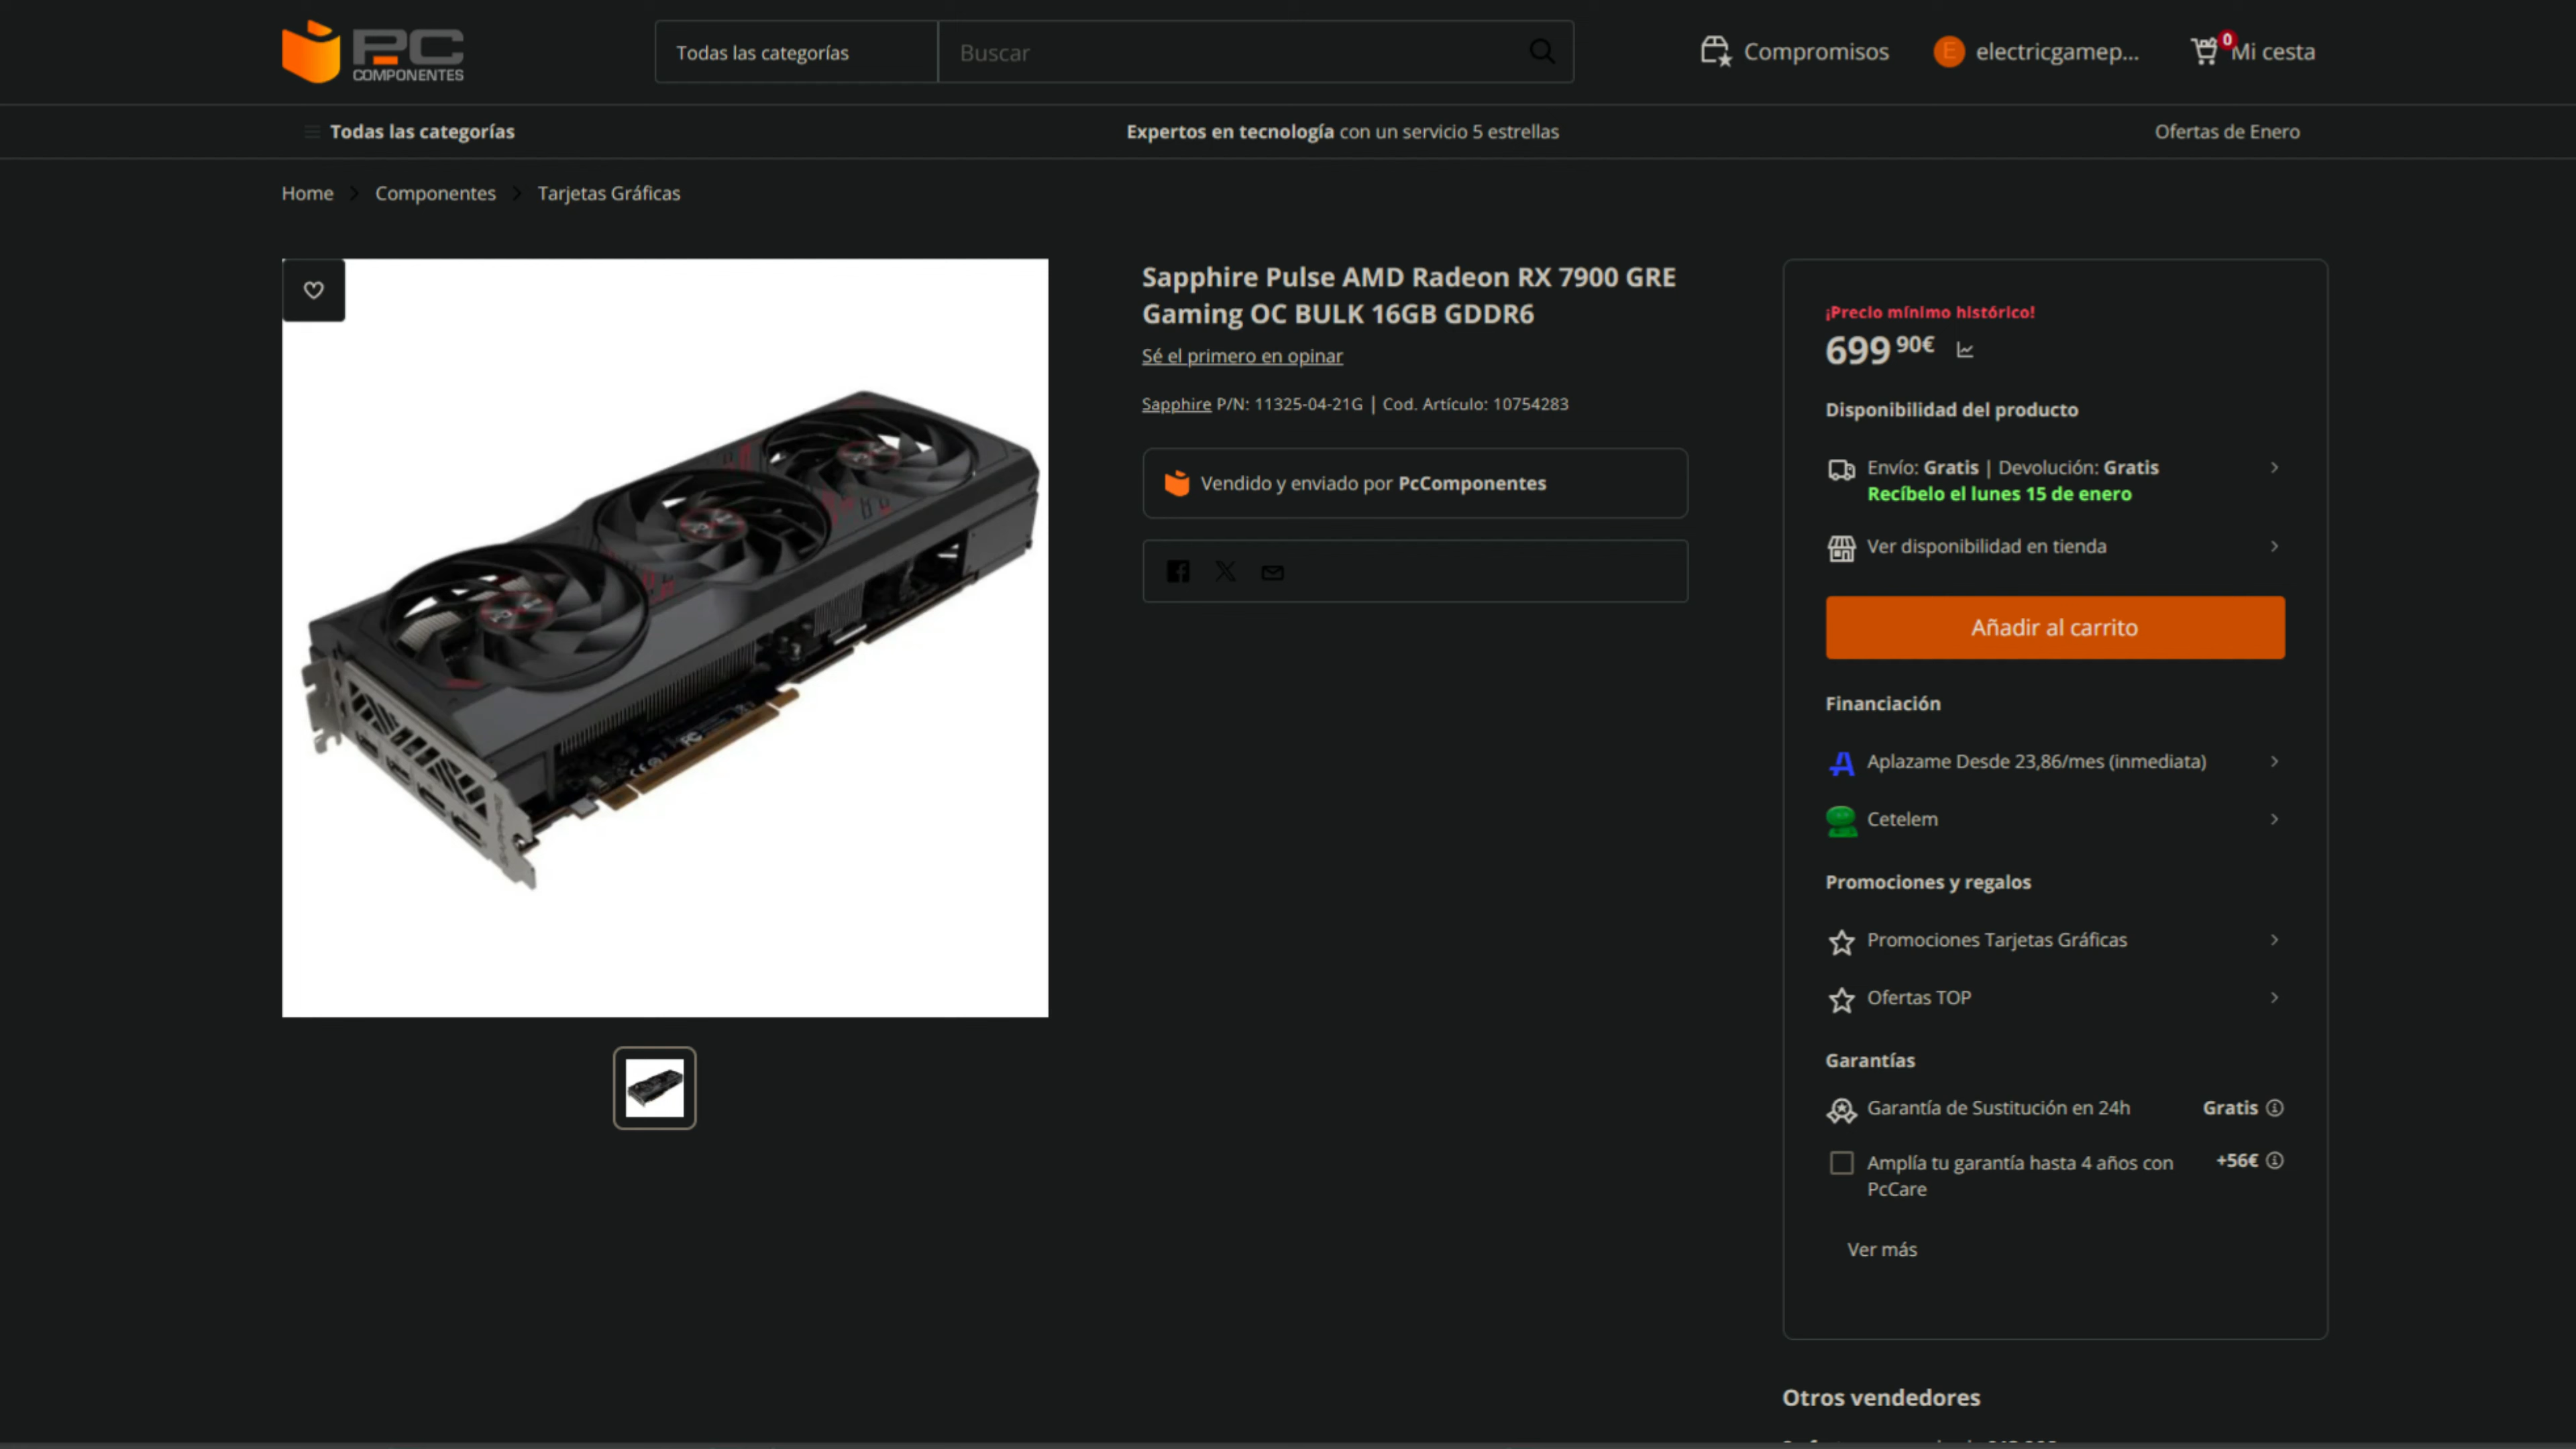 PC
COMPONENTES
Todas las categorías
Buscar
Compromisos
E
electricgamep...
0
Mi cesta
Todas las categorías
Expertos en tecnología con un servicio 5 estrellas
Ofertas de Enero
Home
Componentes
Tarjetas Gráficas
Sapphire Pulse AMD Radeon RX 7900 GRE
Gaming OC BULK 16GB GDDR6
Sé el primero en opinar
Sapphire P/N: 11325-04-21G | Cod. Artículo: 10754283
Vendido y enviado por PcComponentes
¡Precio mínimo histórico!
699 90€
Disponibilidad del producto
Envío: Gratis | Devolución: Gratis
Recíbelo el lunes 15 de enero
Ver disponibilidad en tienda
Añadir al carrito
Financiación
Aplazame Desde 23,86/mes (inmediata)
Cetelem
Promociones y regalos
Promociones Tarjetas Gráficas
Ofertas TOP
Garantías
Garantía de Sustitución en 24h
Gratis
Amplía tu garantía hasta 4 años con
PcCare
+56€
Ver más
Otros vendedores